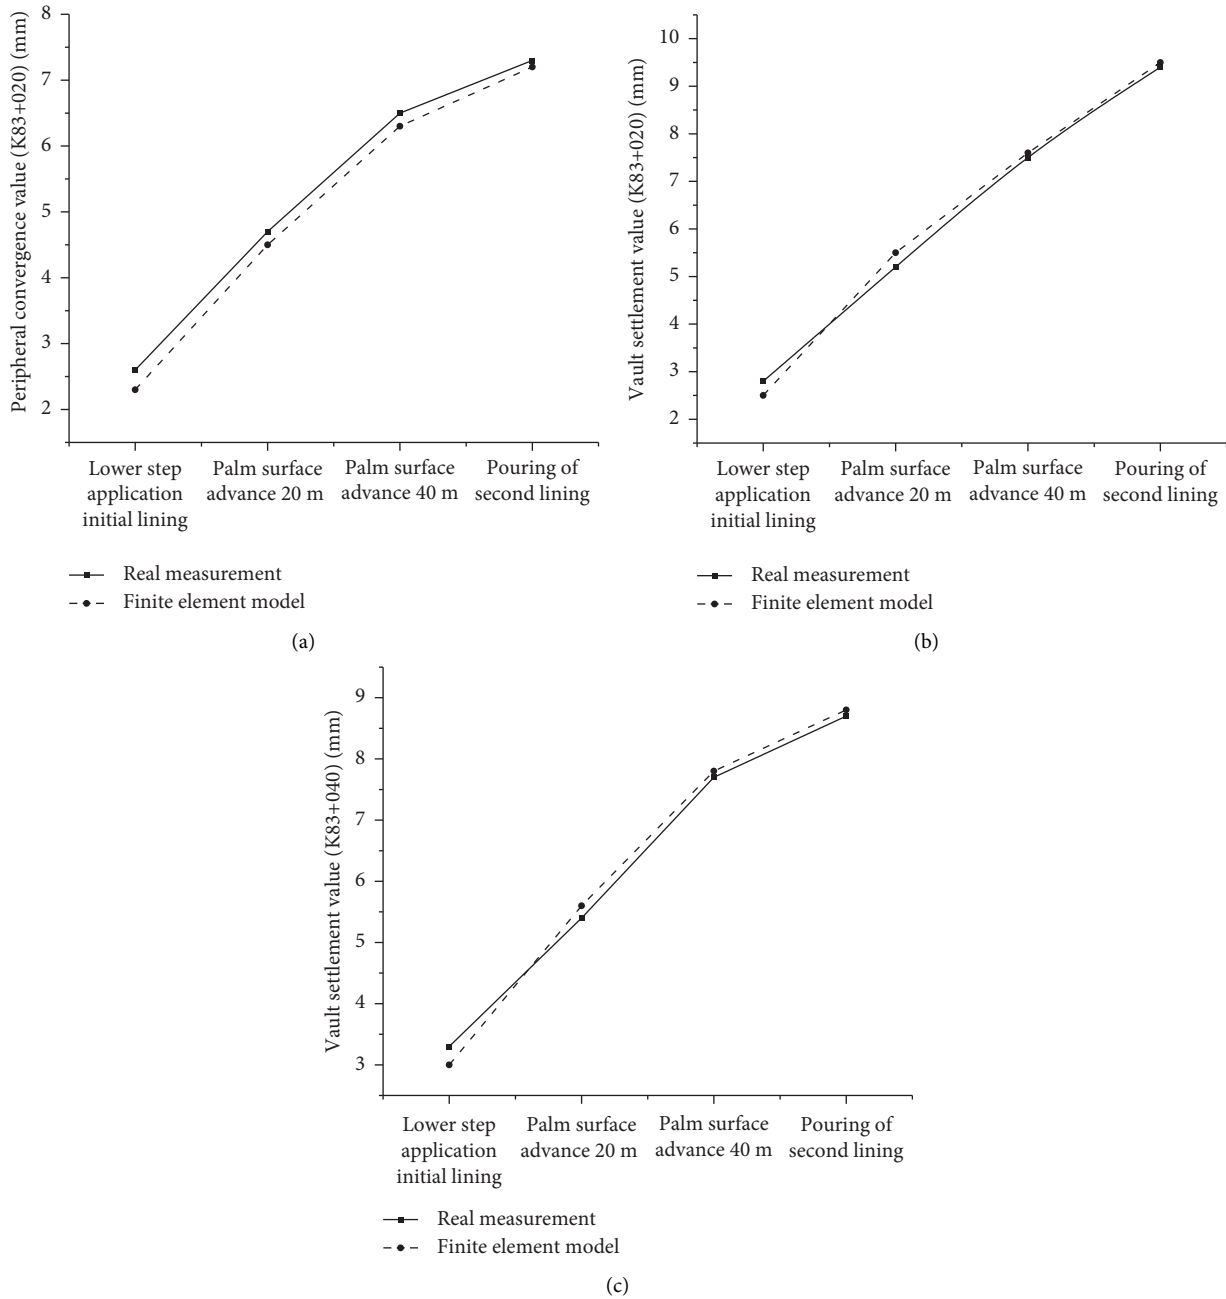 Peripheral convergence value (K83+020) (mm)
8
7
6
5
4
3
2
Lower step
application
initial lining
Palm surface
advance 20 m
Palm surface
advance 40 m
Pouring of
second lining
Real measurement
Finite element model
(a)
Vault settlement value (K83+020) (mm)
10
9
8
7
6
5
4
3
2
Lower step
application
initial lining
Palm surface
advance 20 m
Palm surface
advance 40 m
Pouring of
second lining
Real measurement
Finite element model
(b)
Vault settlement value (K83+040) (mm)
9
8
7
6
5
4
3
Lower step
application
initial lining
Palm surface
advance 20 m
Palm surface
advance 40 m
Pouring of
second lining
Real measurement
Finite element model
(c)